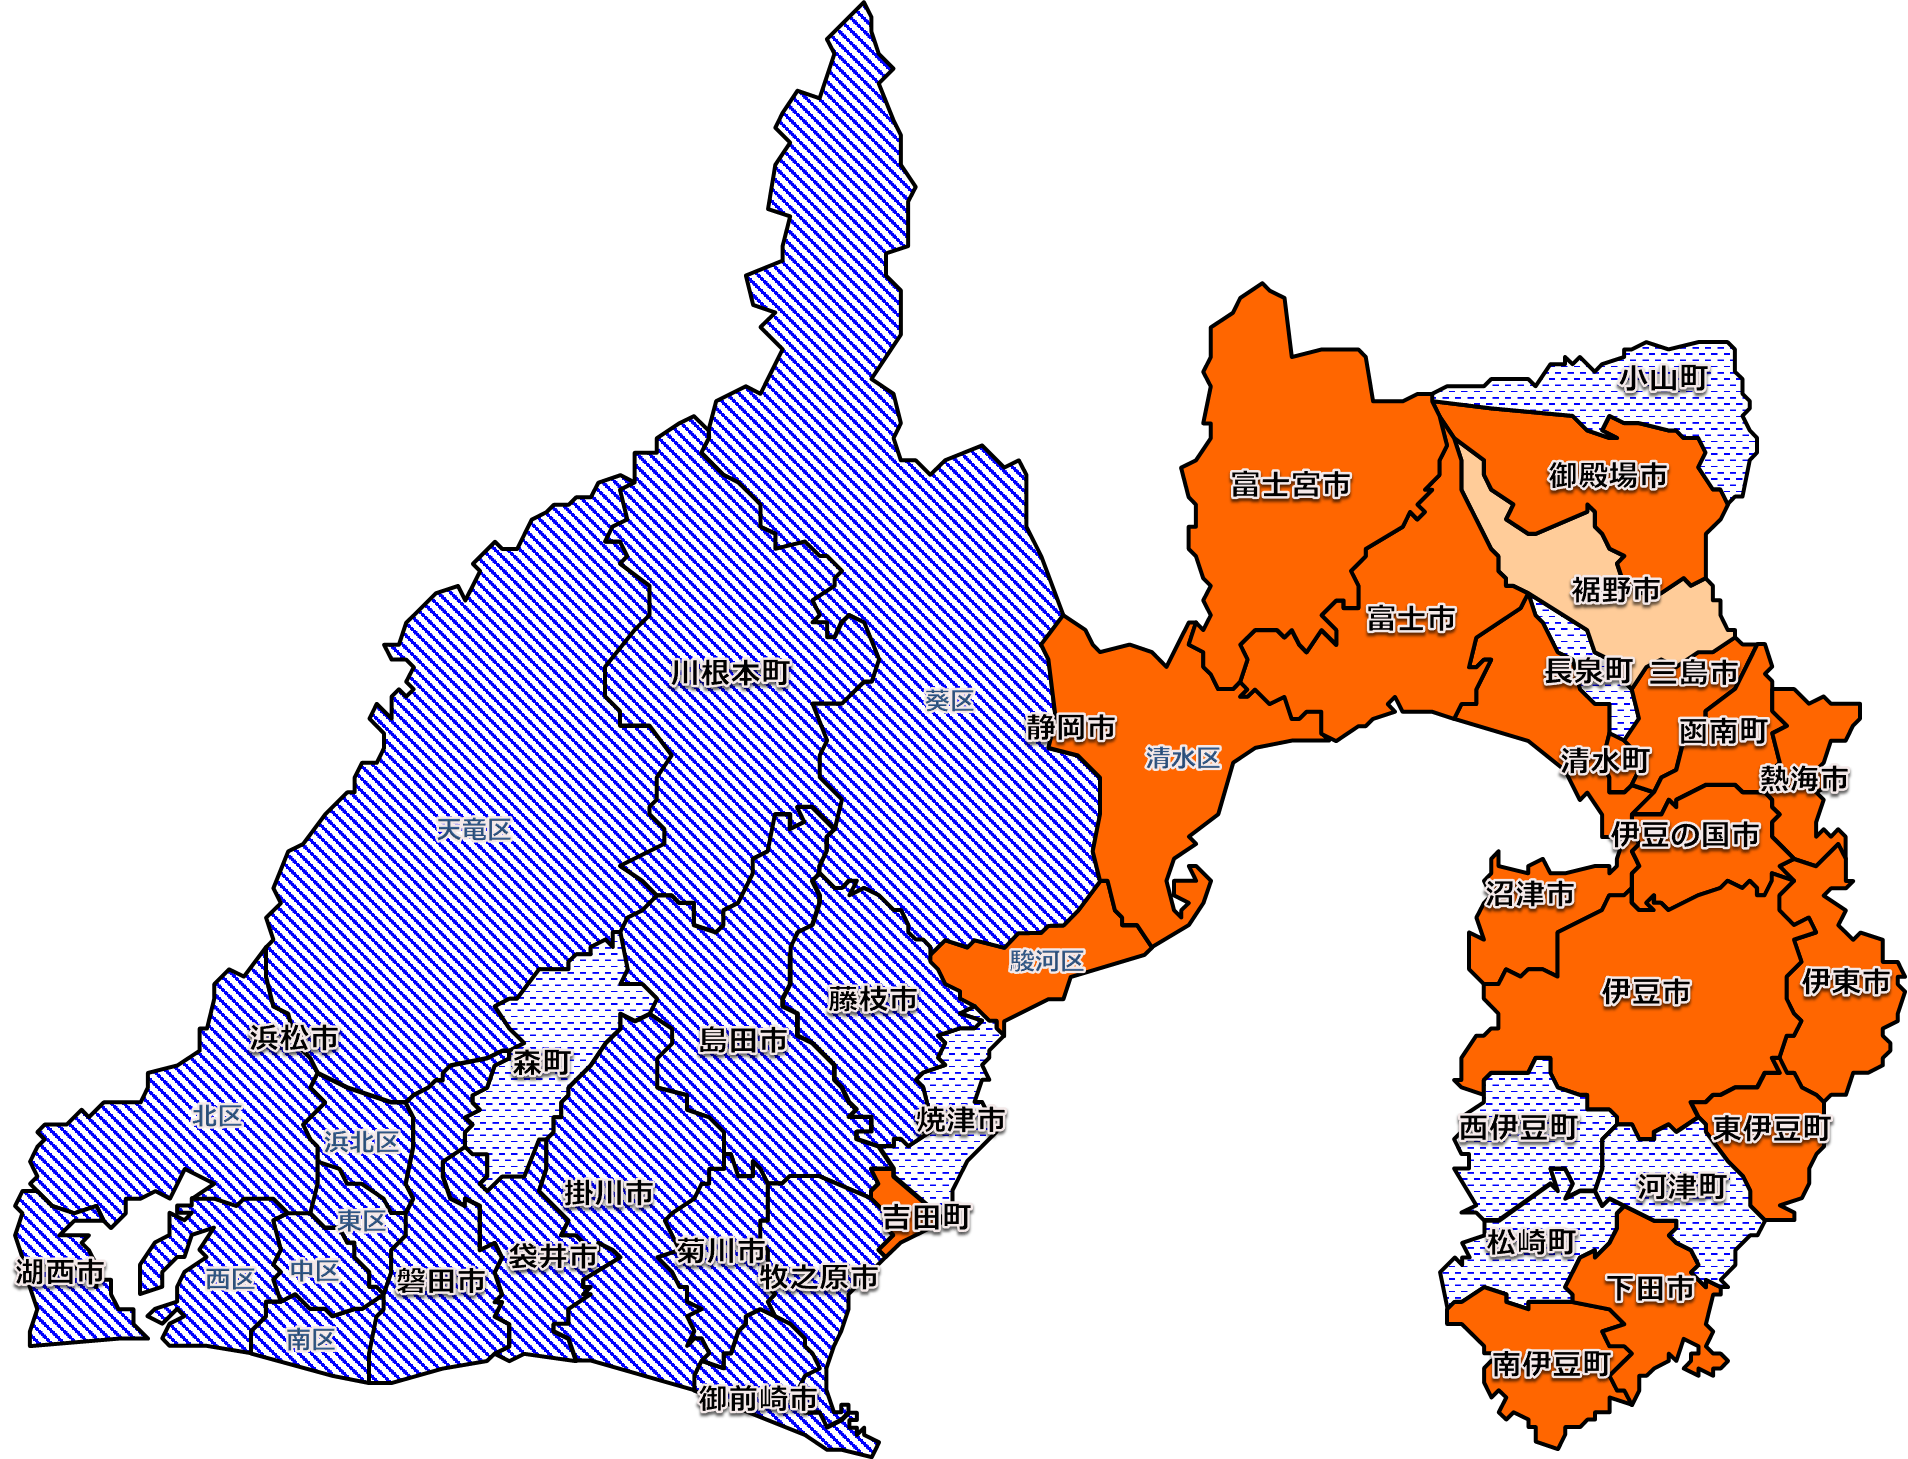 小山町
御殿場市
富士宮市
裾野市
富士市
長泉町
三島市
川根本町
葵区
静岡市
清水区
函南町
清水町
熱海市
天竜区
伊豆の国市
沼津市
駿河区
伊東市
伊豆市
藤枝市
浜松市
島田市
森町
北区
焼津市
西伊豆町
東伊豆町
浜北区
河津町
掛川市
東区
吉田町
松崎町
菊川市
袋井市
湖西市
西区
中区
磐田市
牧之原市
下田市
南区
南伊豆町
御前崎市